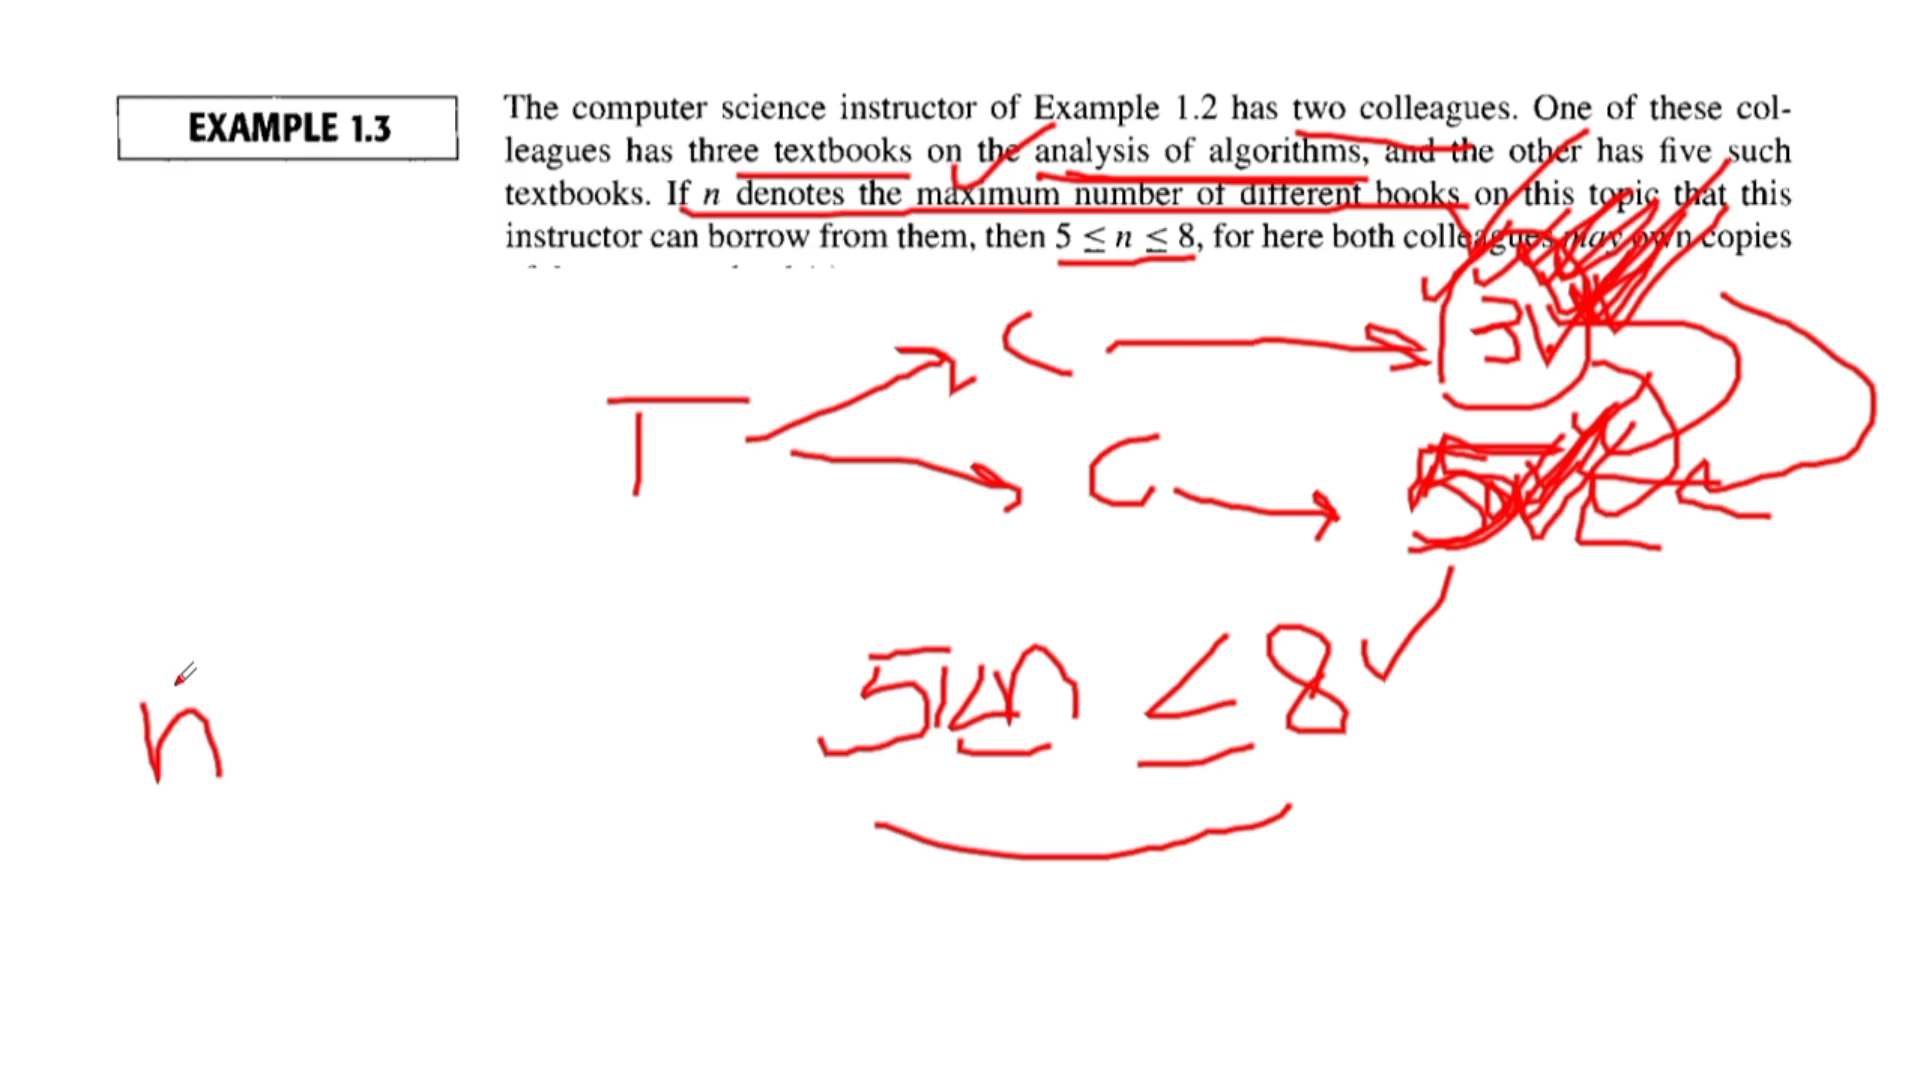 EXAMPLE 1.3
The computer science instructor of Example 1.2 has two colleagues. One of these col-
leagues has three textbooks on the analysis of algorithms, and the other has five such
textbooks. If n denotes the maximum number of different books on this topic that this
instructor can borrow from them, then 5 ≤ n ≤ 8, for here both colleagues may own copies
C
3
T
C
5
5 ≤ n ≤ 8
n